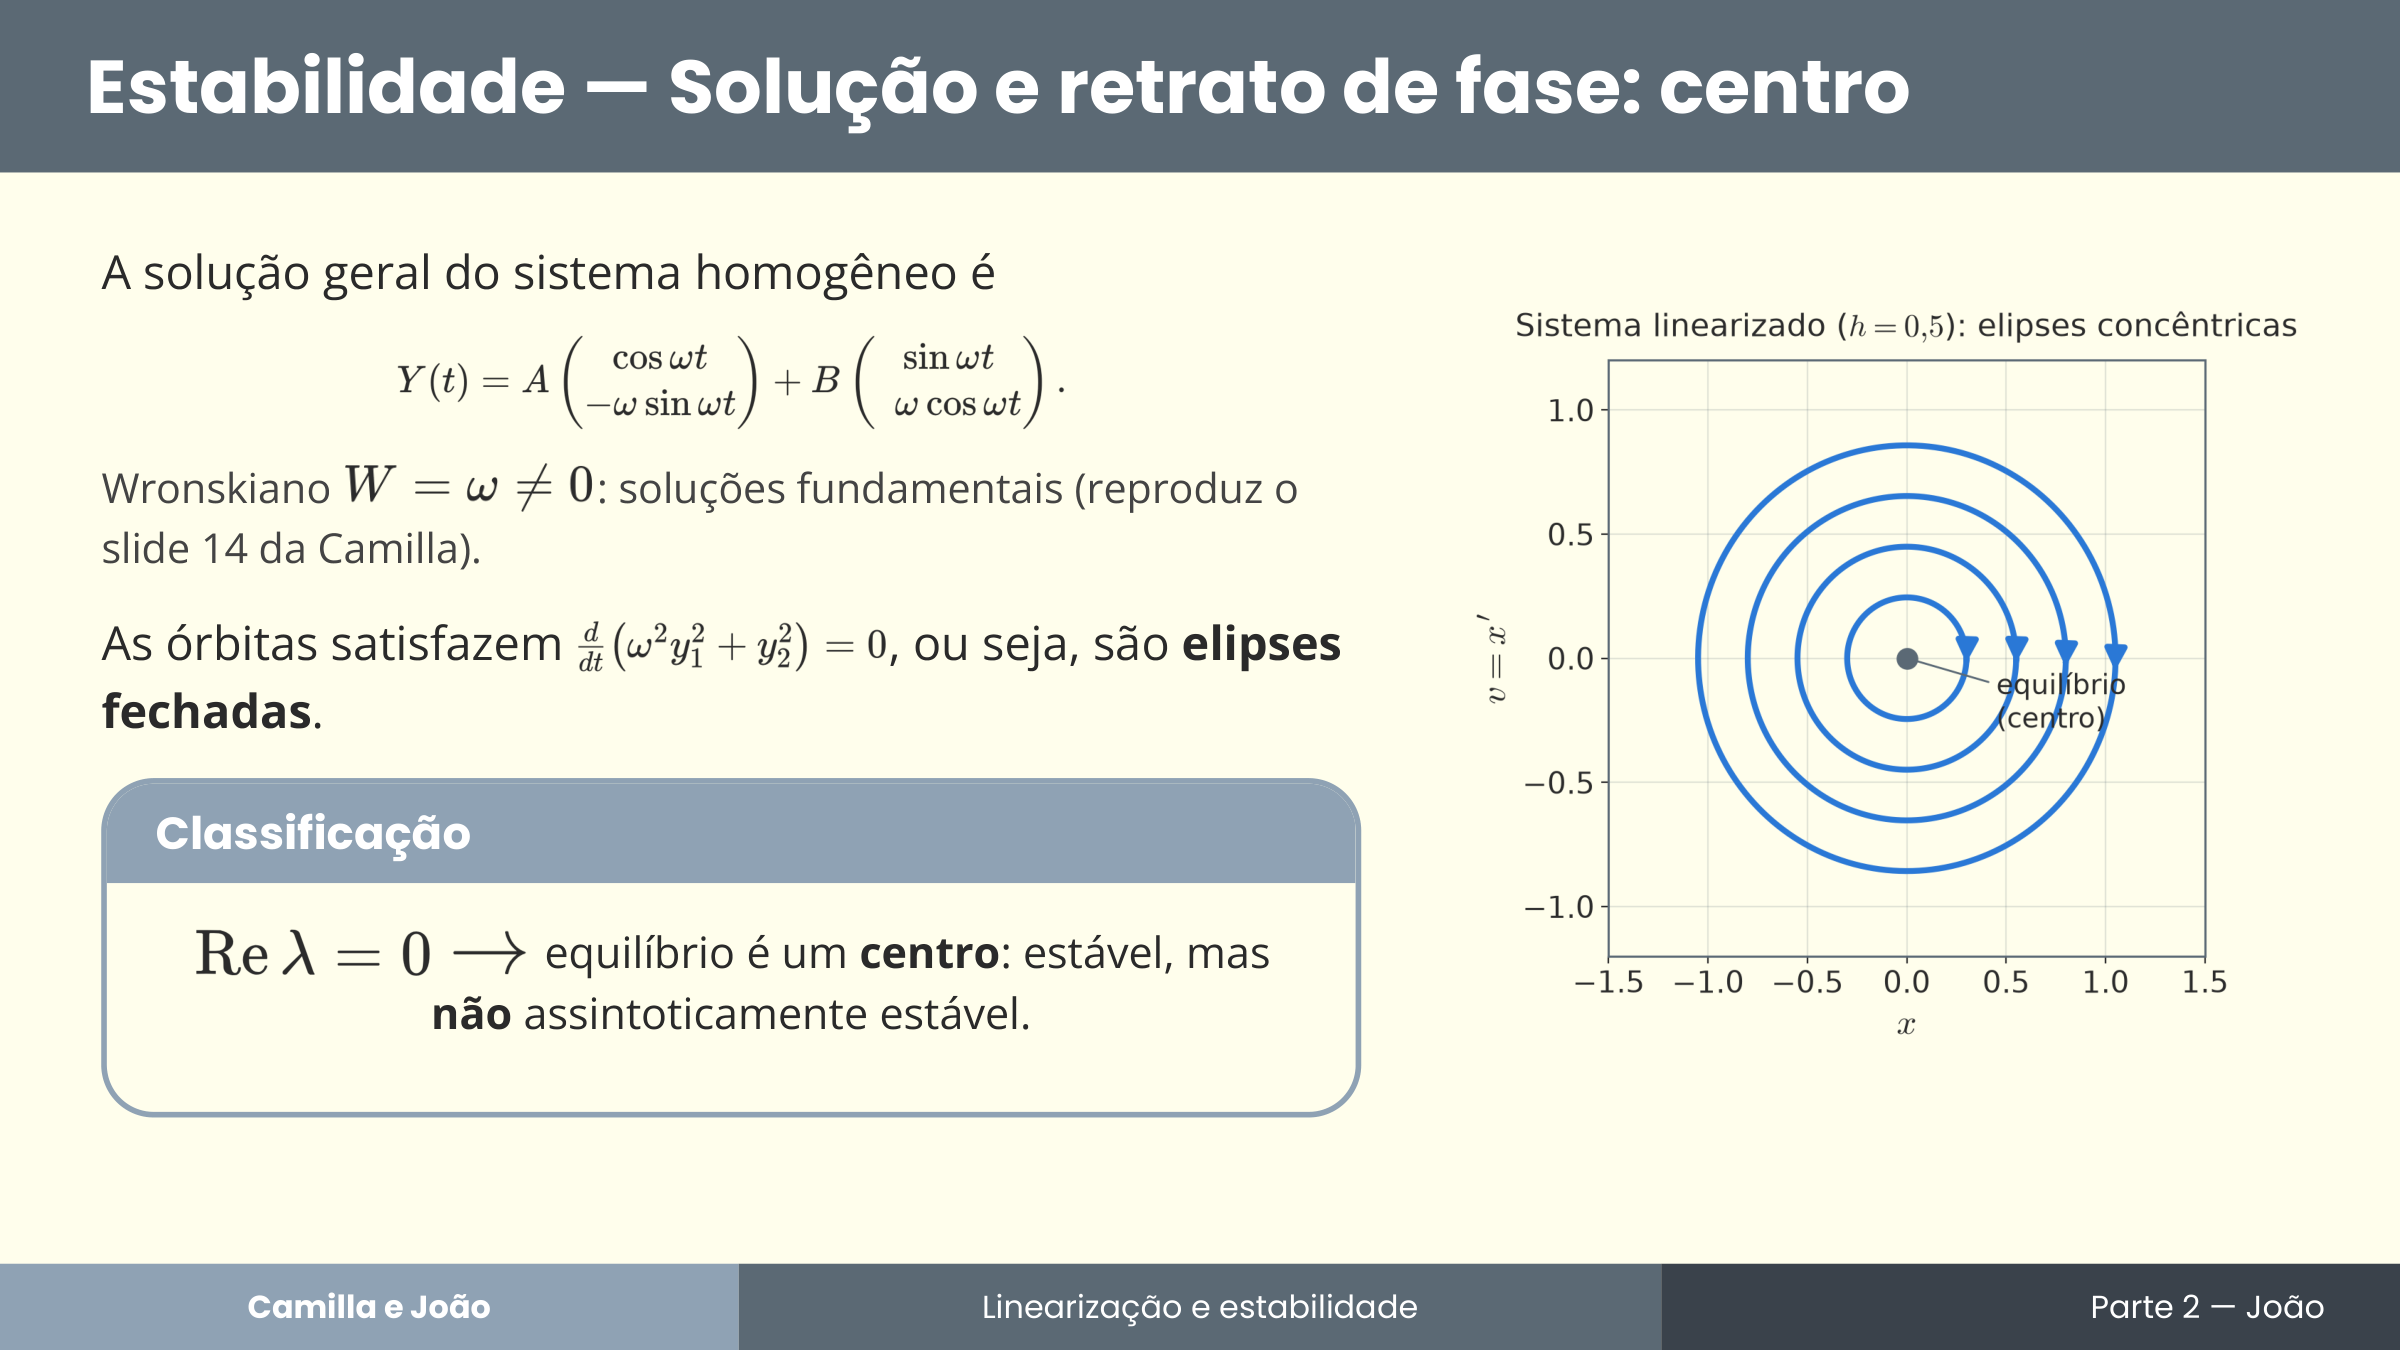 Estabilidade — Solução e retrato de fase: centro
A solução geral do sistema homogêneo é
Y(t) = A ( cos ωt −ω sin ωt ) + B ( sin ωt ω cos ωt ) .
Wronskiano W = ω ≠ 0: soluções fundamentais (reproduz o
slide 14 da Camilla).
As órbitas satisfazem d/dt(ω²y₁² + y₂²) = 0, ou seja, são elipses
fechadas.
Classificação
Re λ = 0 ⟶ equilíbrio é um centro: estável, mas
não assintoticamente estável.
Sistema linearizado (h = 0,5): elipses concêntricas
1.0
0.5
0.0
−0.5
−1.0
v = x′
equilíbrio
(centro)
−1.5 −1.0 −0.5 0.0 0.5 1.0 1.5
x
Camilla e João
Linearização e estabilidade
Parte 2 — João